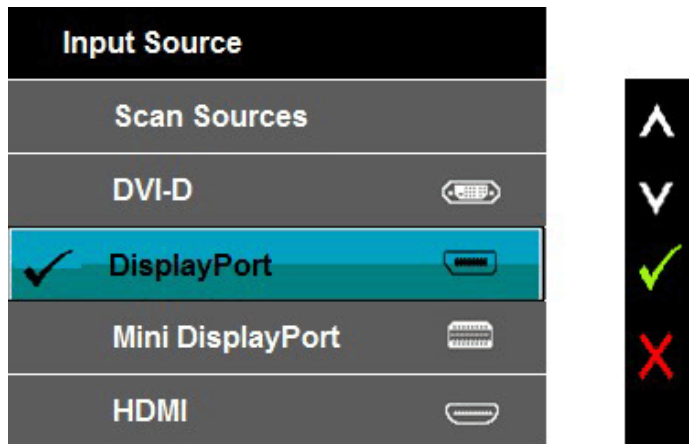 Input Source
Scan Sources
DVI-D
DisplayPort
Mini DisplayPort
HDMI